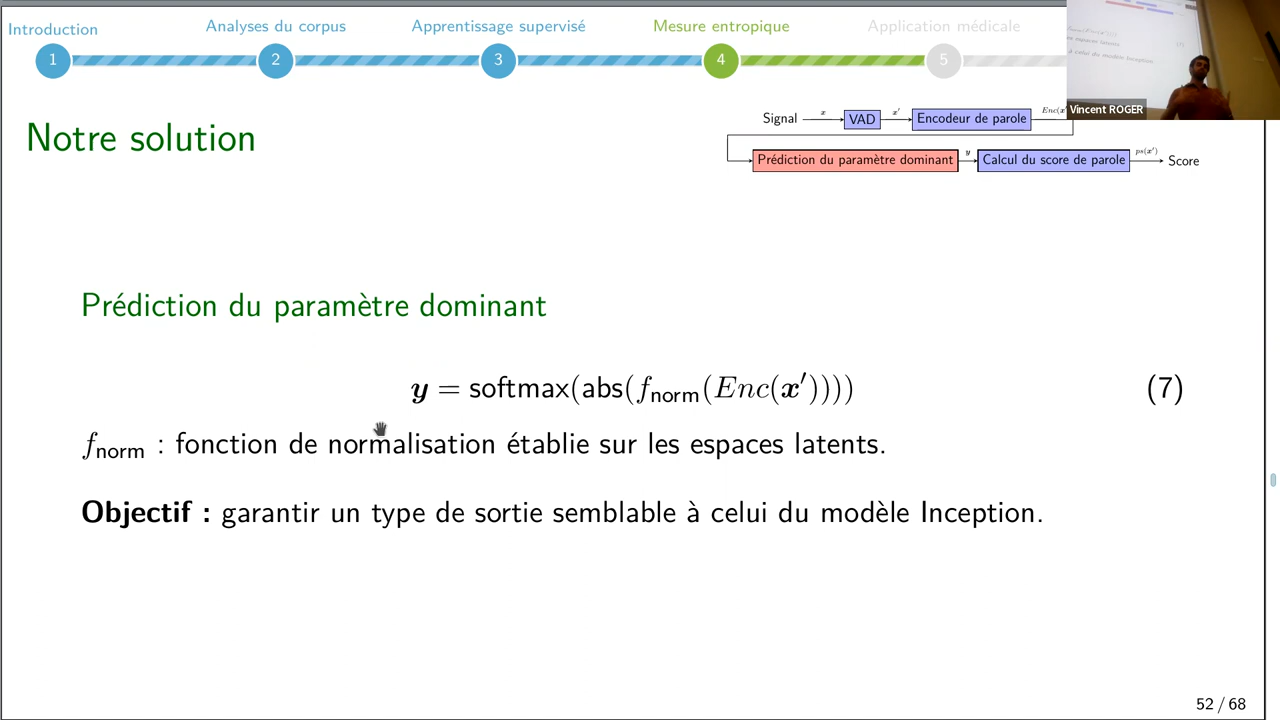 Introduction
Analyses du corpus
Apprentissage supervisé
Mesure entropique
Application médicale
1
2
3
4
5
Vincent ROGER
Notre solution
Signal x VAD x′ Encodeur de parole Enc(x′
Prédiction du paramètre dominant y Calcul du score de parole ps(x′) Score
Prédiction du paramètre dominant
y = softmax(abs(f_norm(Enc(x′)))) (7)
f_norm : fonction de normalisation établie sur les espaces latents.
Objectif : garantir un type de sortie semblable à celui du modèle Inception.
52 / 68